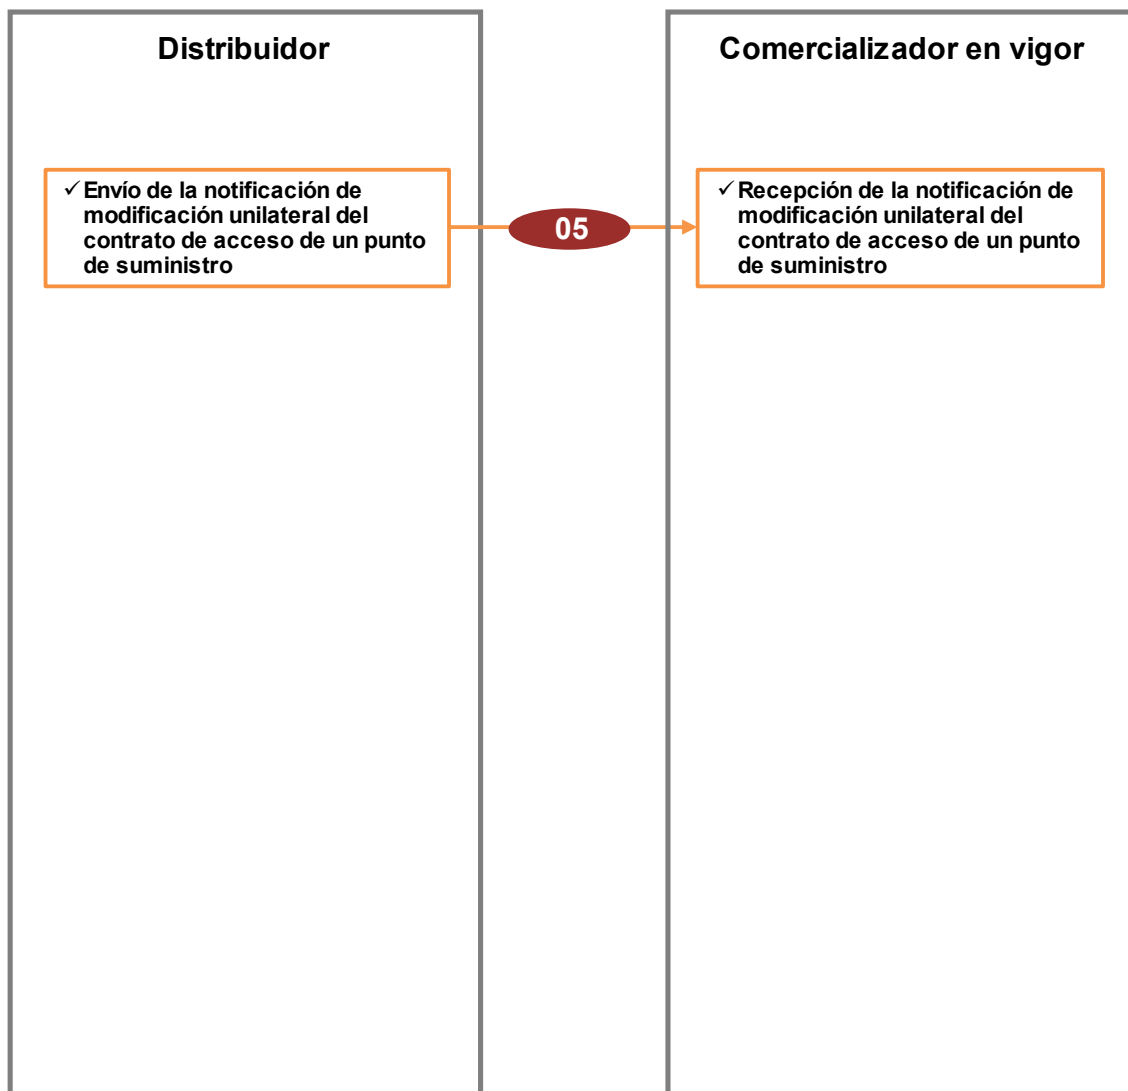 Distribuidor
Comercializador en vigor
✓ Envío de la notificación de
modificación unilateral del
contrato de acceso de un punto
de suministro
05
✓ Recepción de la notificación de
modificación unilateral del
contrato de acceso de un punto
de suministro